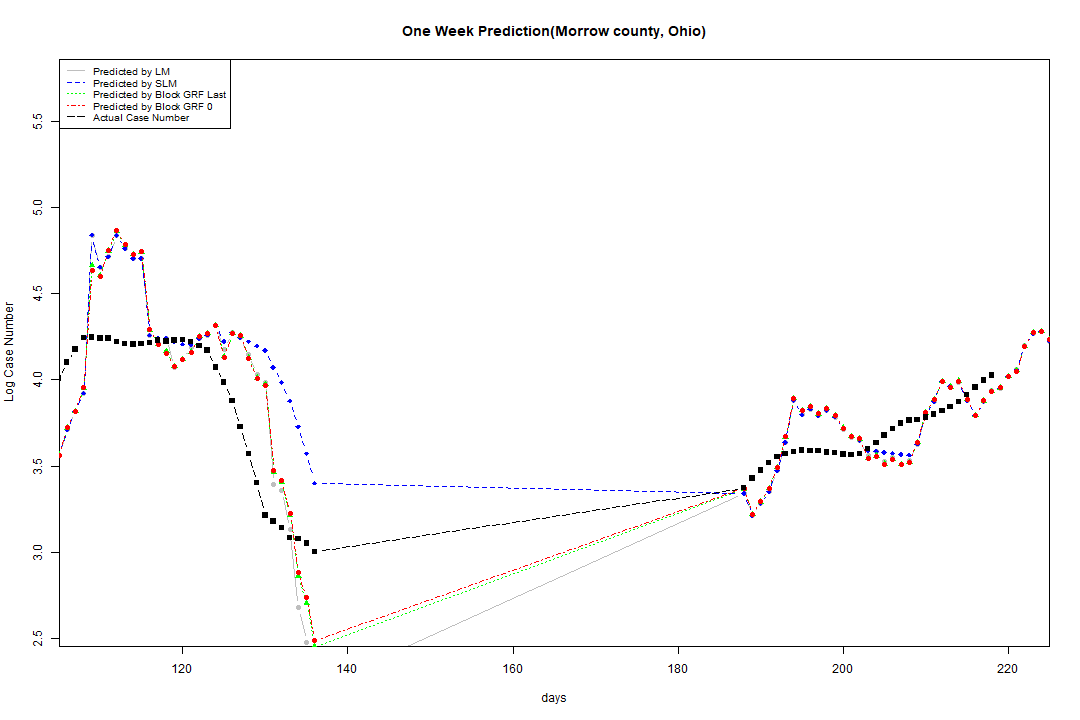 One Week Prediction(Morrow county, Ohio)
Predicted by LM
Predicted by SLM
Predicted by Block GRF Last
Predicted by Block GRF 0
Actual Case Number
5.5
5.0
4.5
4.0
3.5
3.0
2.5
Log Case Number
120 140 160 180 200 220
days